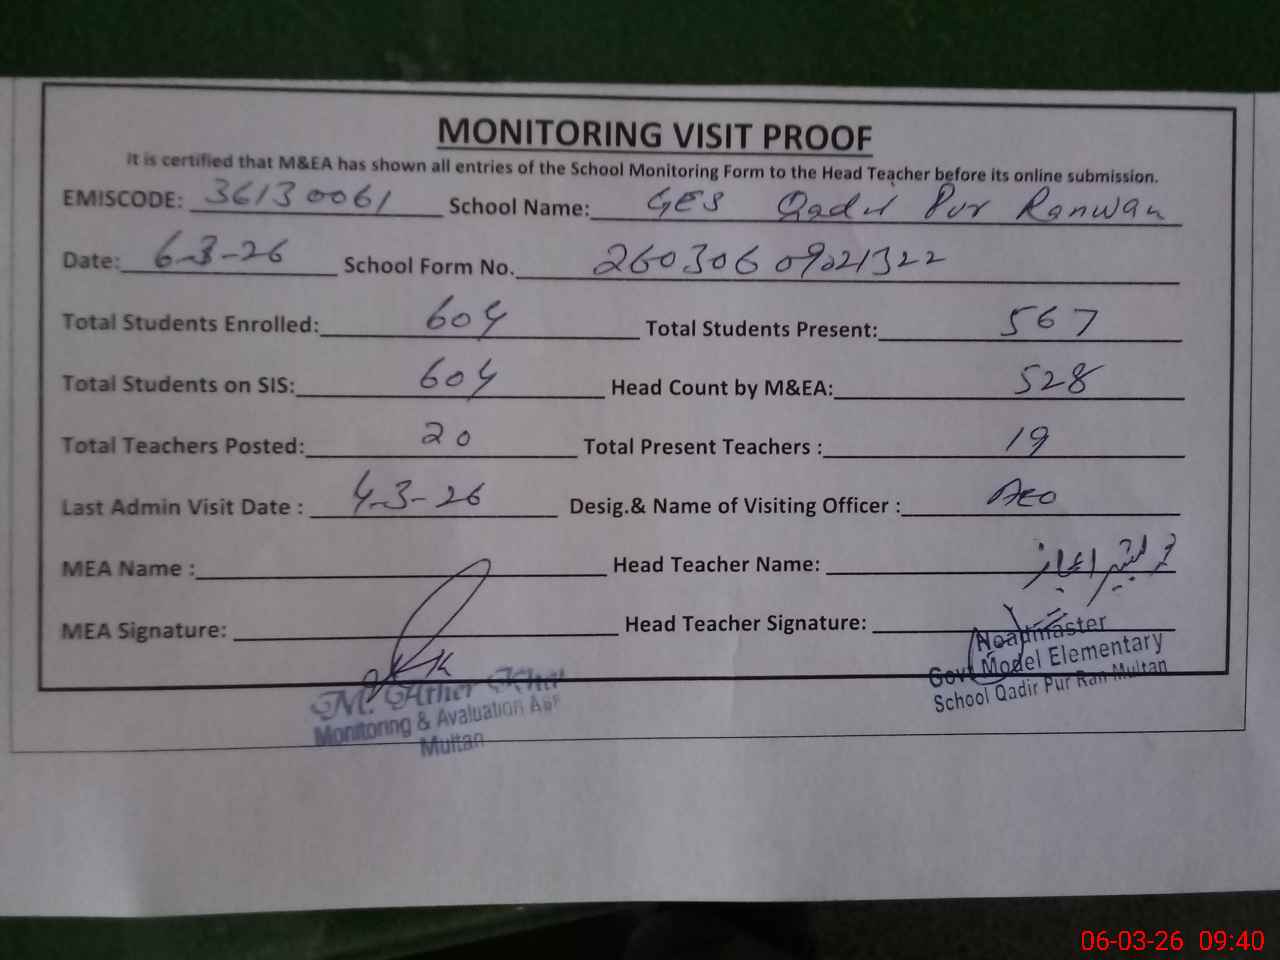 MONITORING VISIT PROOF
It is certified that M&EA has shown all entries of the School Monitoring Form to the Head Teacher before its online submission.
EMISCODE: 36130061 School Name: GES Qadir Pur Ranwan
Date: 6-3-26 School Form No. 26030609021322
Total Students Enrolled: 604 Total Students Present: 567
Total Students on SIS: 604 Head Count by M&EA: 528
Total Teachers Posted: 20 Total Present Teachers : 19
Last Admin Visit Date : 4-3-26 Desig.& Name of Visiting Officer : AEO
MEA Name : Head Teacher Name:
MEA Signature: Head Teacher Signature:
Headmaster
Govt Model Elementary
School Qadir Pur Ran Multan
M. Ather
Monitoring & Avaluation
Multan
06-03-26 09:40